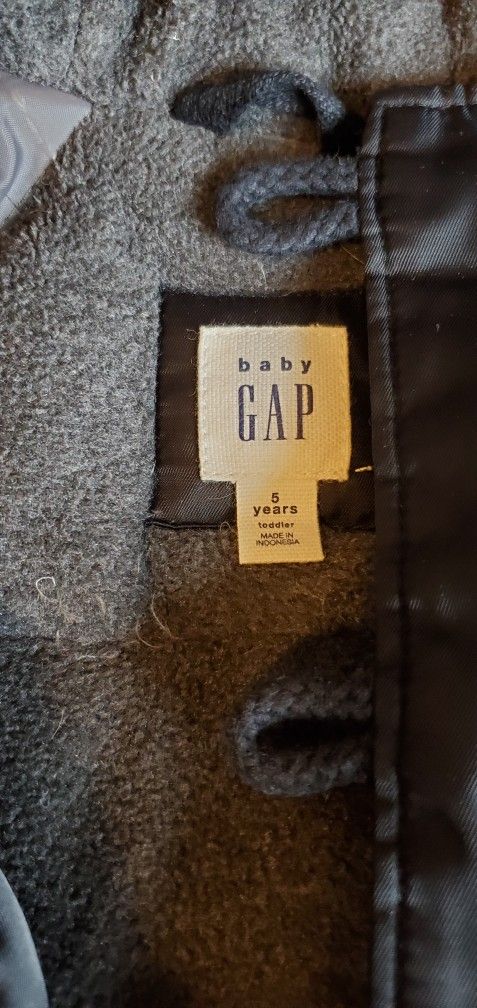 baby
GAP
5
years
toddler
MADE IN
INDONESIA